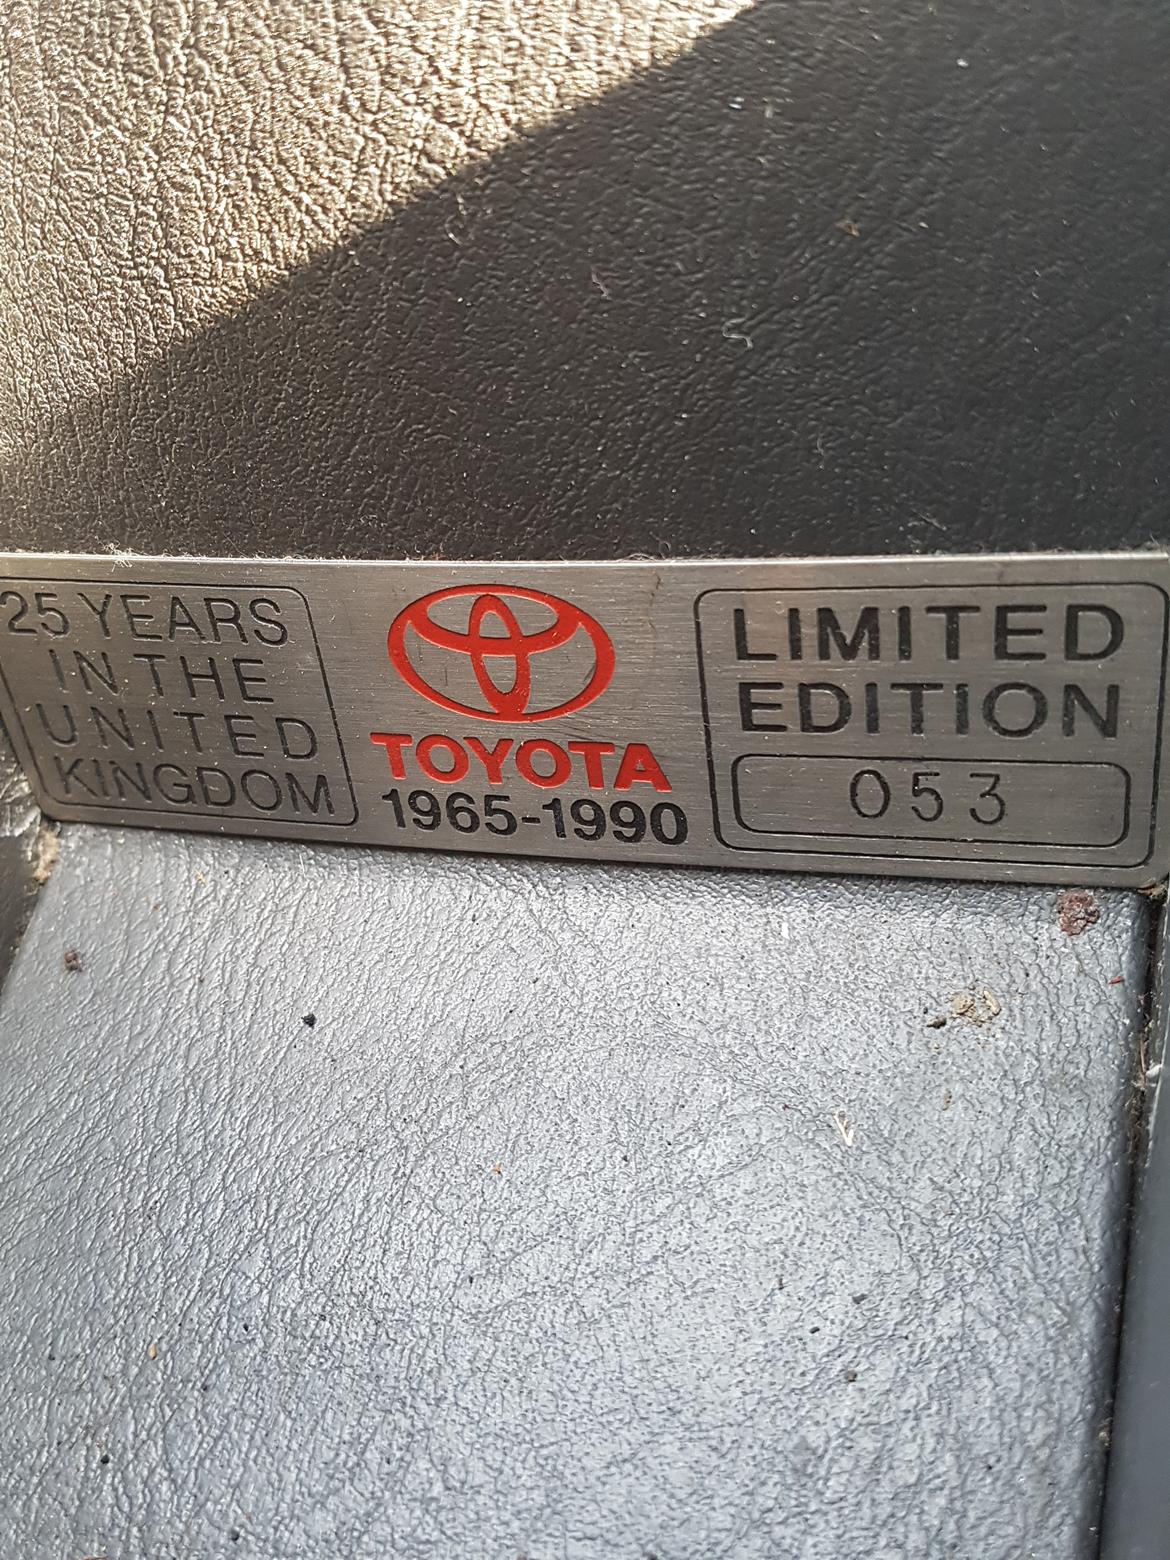 25 YEARS
IN THE
UNITED
KINGDOM
TOYOTA
1965-1990
LIMITED
EDITION
053